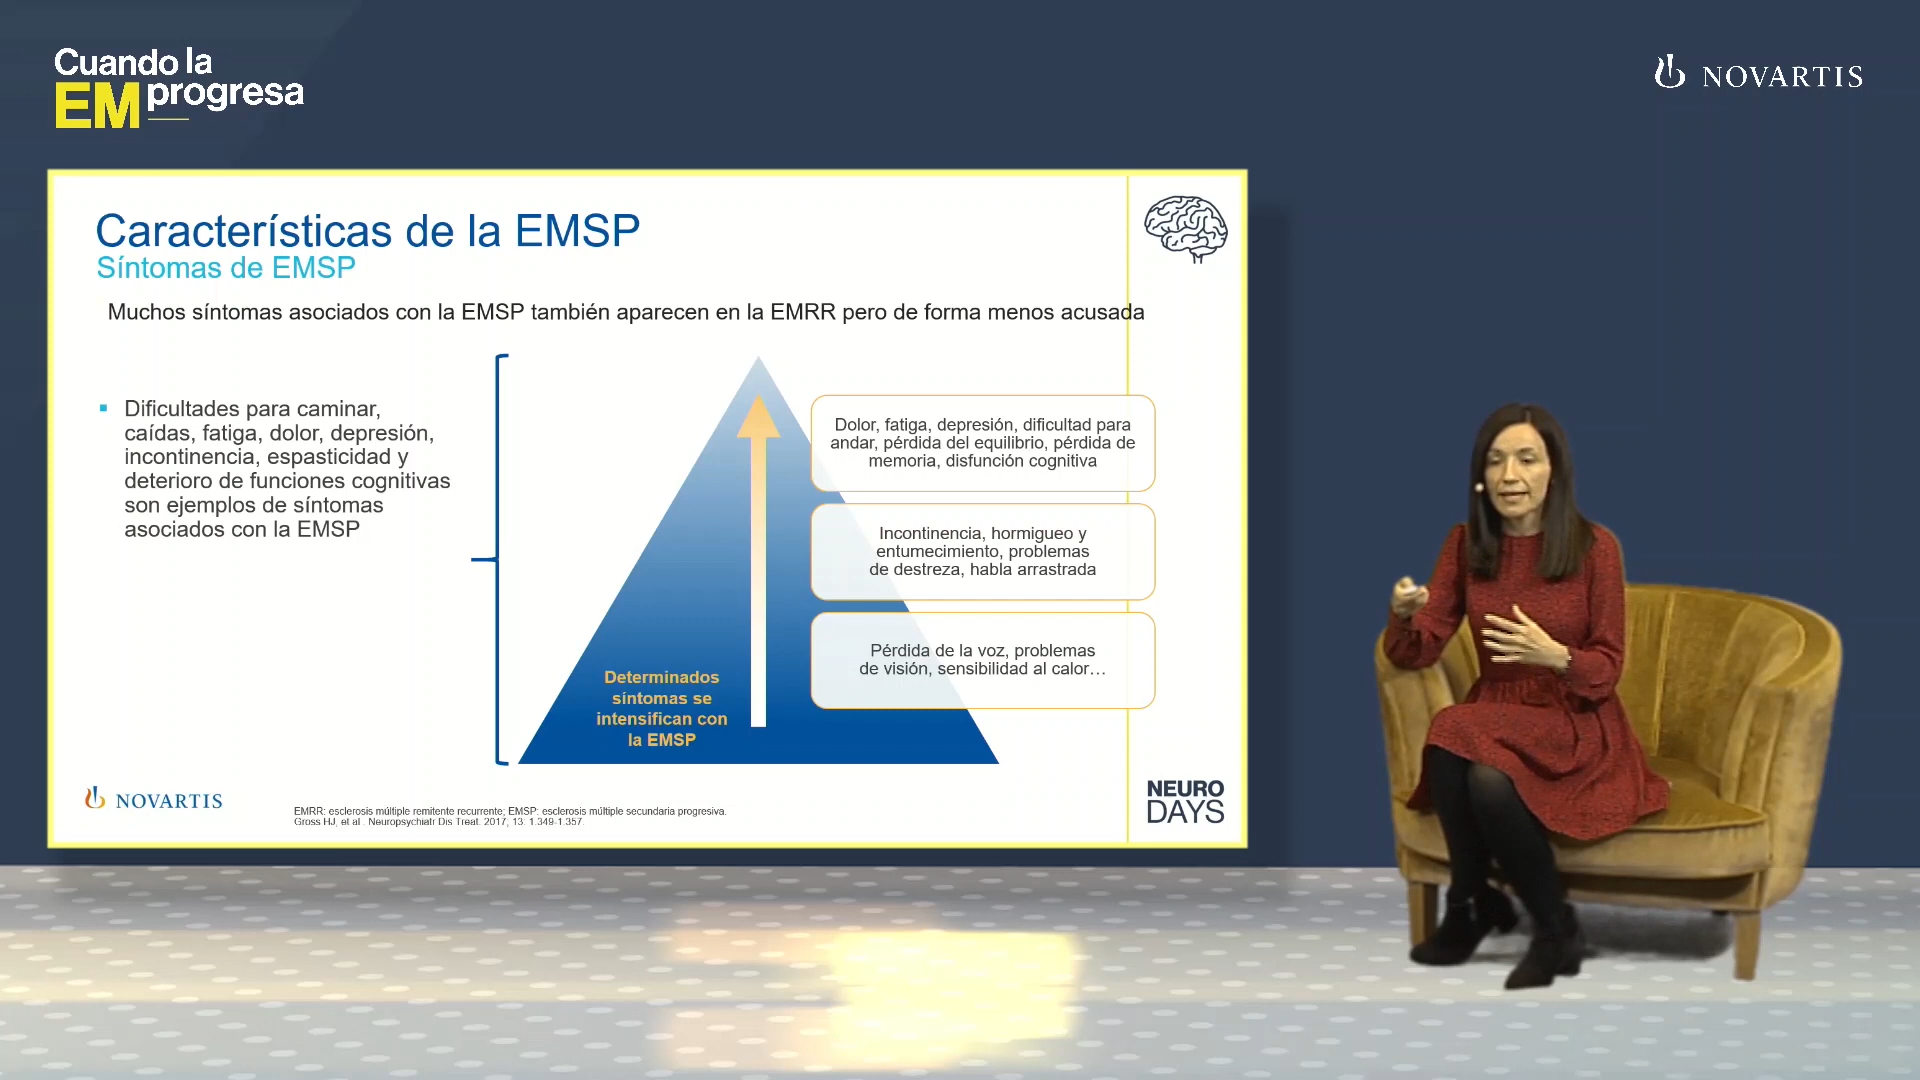 Cuando la
EM progresa
NOVARTIS
Características de la EMSP
Síntomas de EMSP
Muchos síntomas asociados con la EMSP también aparecen en la EMRR pero de forma menos acusada
▪ Dificultades para caminar,
caídas, fatiga, dolor, depresión,
incontinencia, espasticidad y
deterioro de funciones cognitivas
son ejemplos de síntomas
asociados con la EMSP
Dolor, fatiga, depresión, dificultad para
andar, pérdida del equilibrio, pérdida de
memoria, disfunción cognitiva
Incontinencia, hormigueo y
entumecimiento, problemas
de destreza, habla arrastrada
Pérdida de la voz, problemas
de visión, sensibilidad al calor…
Determinados
síntomas se
intensifican con
la EMSP
NOVARTIS
EMRR: esclerosis múltiple remitente recurrente; EMSP: esclerosis múltiple secundaria progresiva.
Gross HJ, et al. Neuropsychiatr Dis Treat. 2017; 13: 1.349-1.357.
NEURO
DAYS